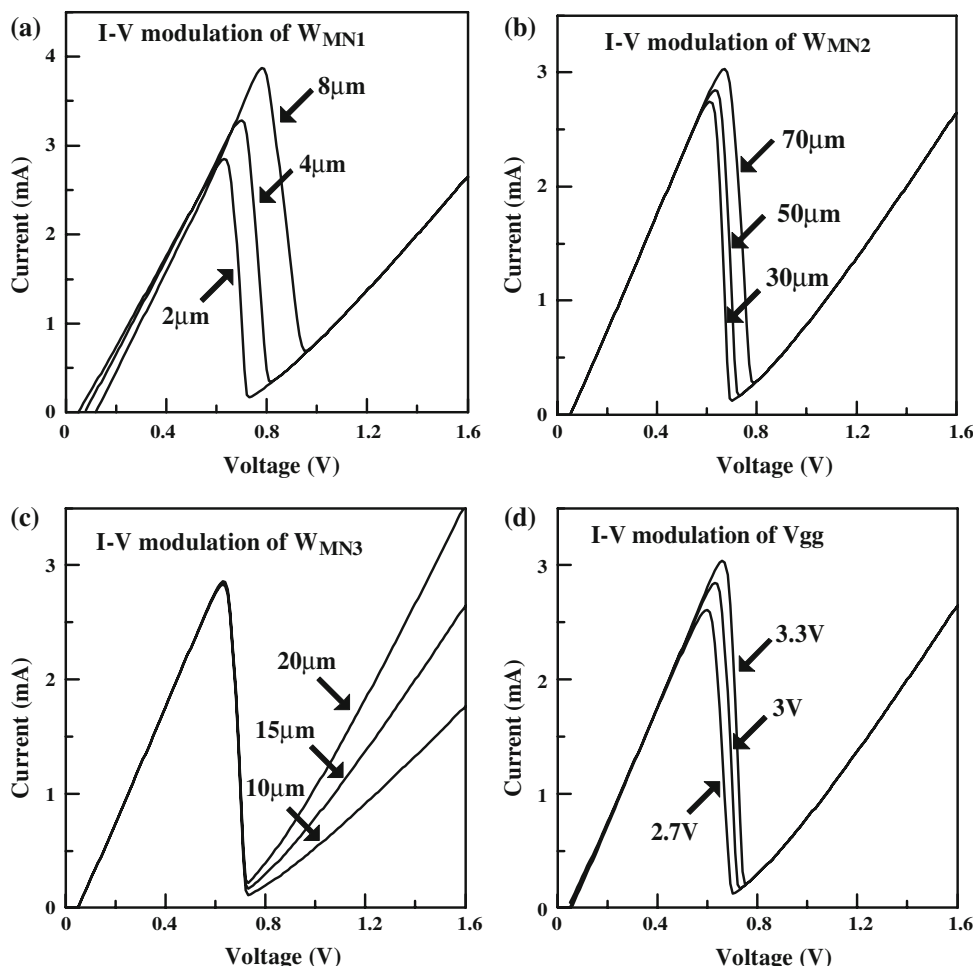 (a)
I-V modulation of WMN1
4
3
2
1
0
Current (mA)
8μm
4μm
2μm
0 0.4 0.8 1.2 1.6
Voltage (V)
(b)
I-V modulation of WMN2
3
2
1
0
Current (mA)
70μm
50μm
30μm
0 0.4 0.8 1.2 1.6
Voltage (V)
(c)
I-V modulation of WMN3
3
2
1
0
Current (mA)
20μm
15μm
10μm
0 0.4 0.8 1.2 1.6
Voltage (V)
(d)
I-V modulation of Vgg
3
2
1
0
Current (mA)
3.3V
3V
2.7V
0 0.4 0.8 1.2 1.6
Voltage (V)